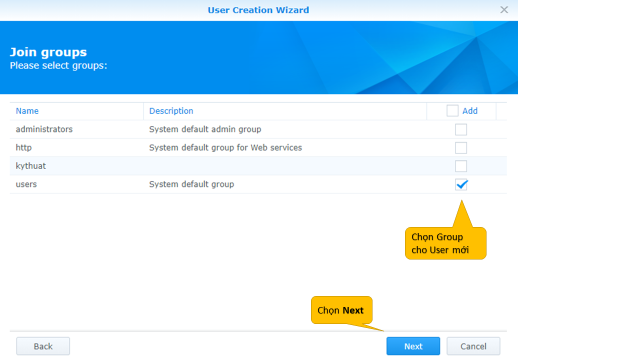 User Creation Wizard
Join groups
Please select groups:
Name Description Add
administrators System default admin group
http System default group for Web services
kythuat
users System default group
Chọn Group
cho User mới
Chọn Next
Back Next Cancel